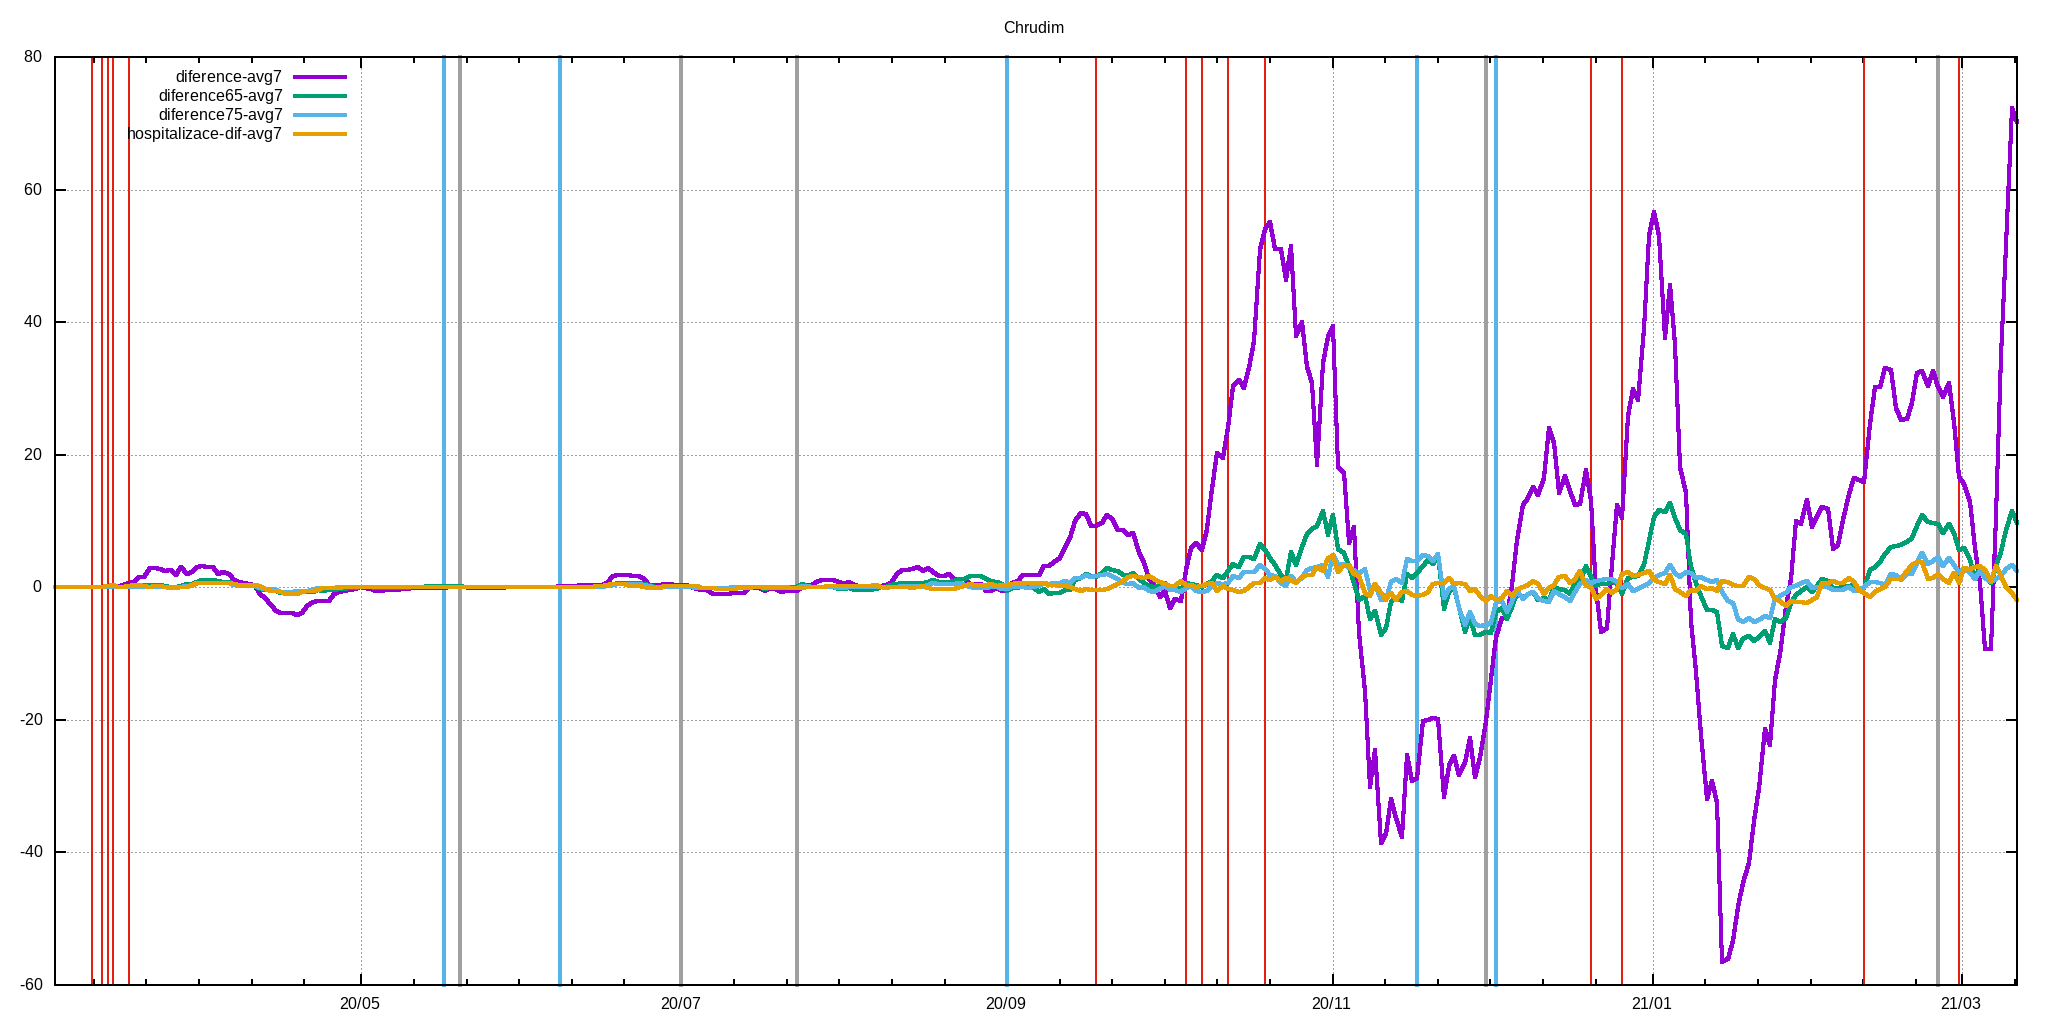 Chrudim
diference-avg7
diference65-avg7
diference75-avg7
hospitalizace-dif-avg7
80
60
40
20
0
-20
-40
-60
20/05 20/07 20/09 20/11 21/01 21/03